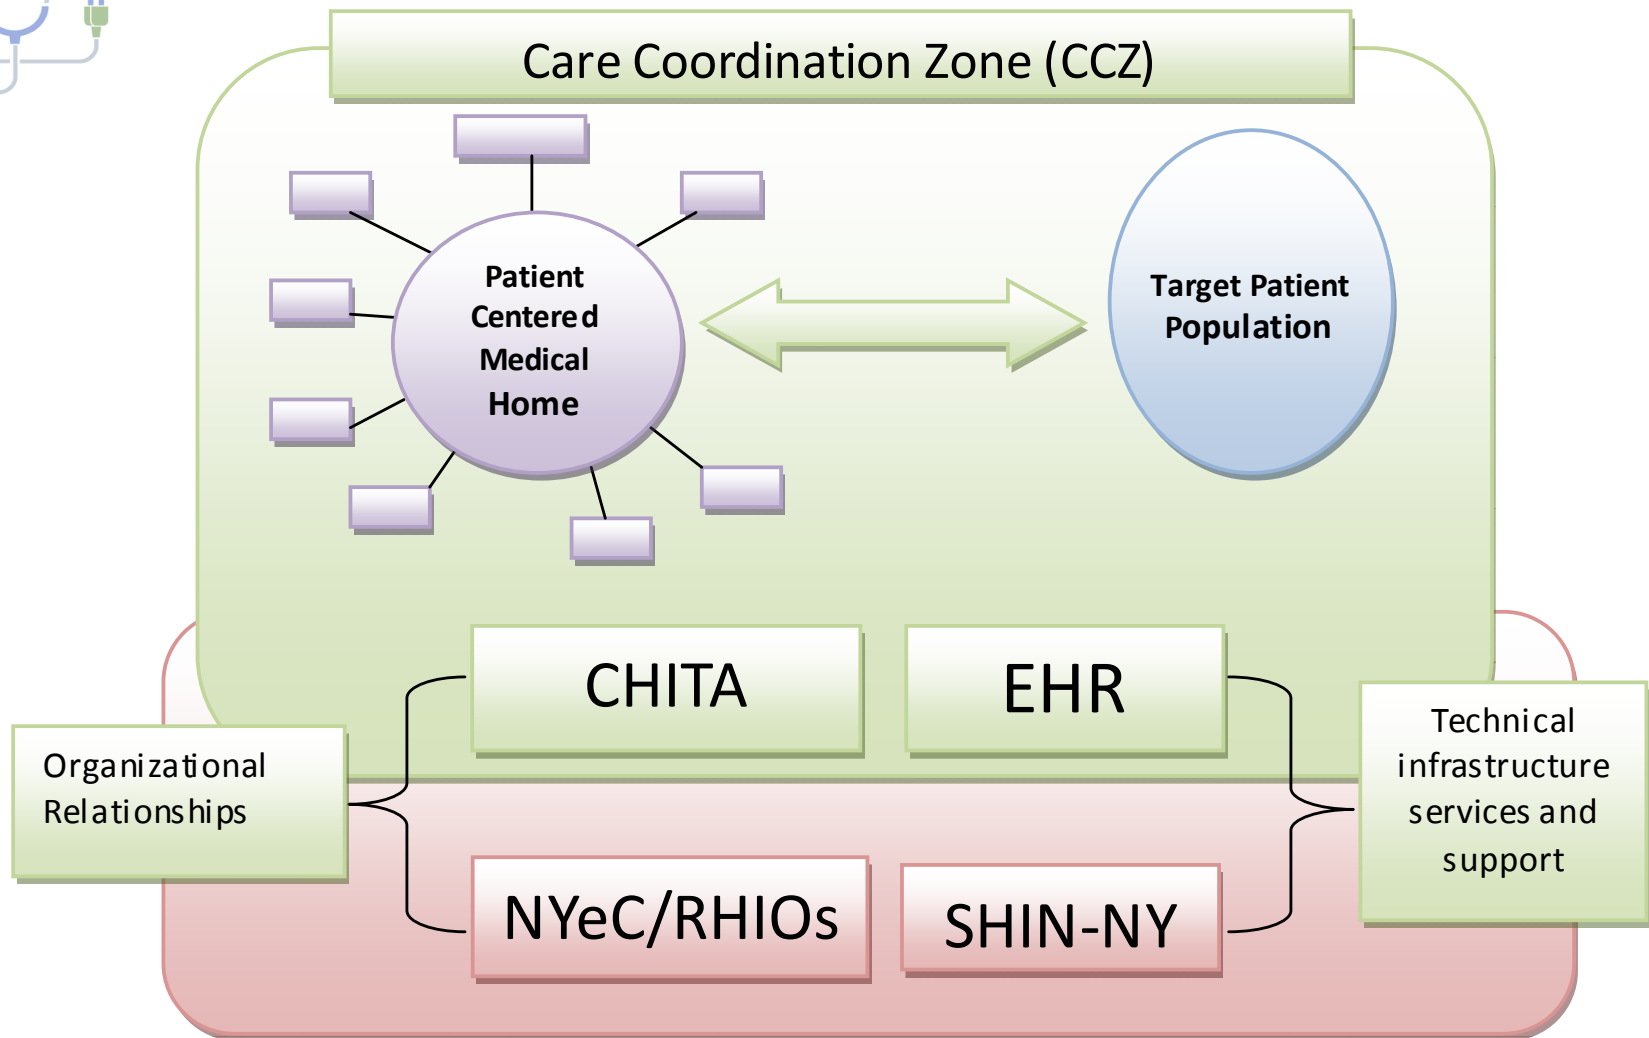 Care Coordination Zone (CCZ)
Patient
Centered
Medical
Home
Target Patient
Population
CHITA
EHR
Organizational
Relationships
Technical
infrastructure
services and
support
NYeC/RHIOs
SHIN-NY